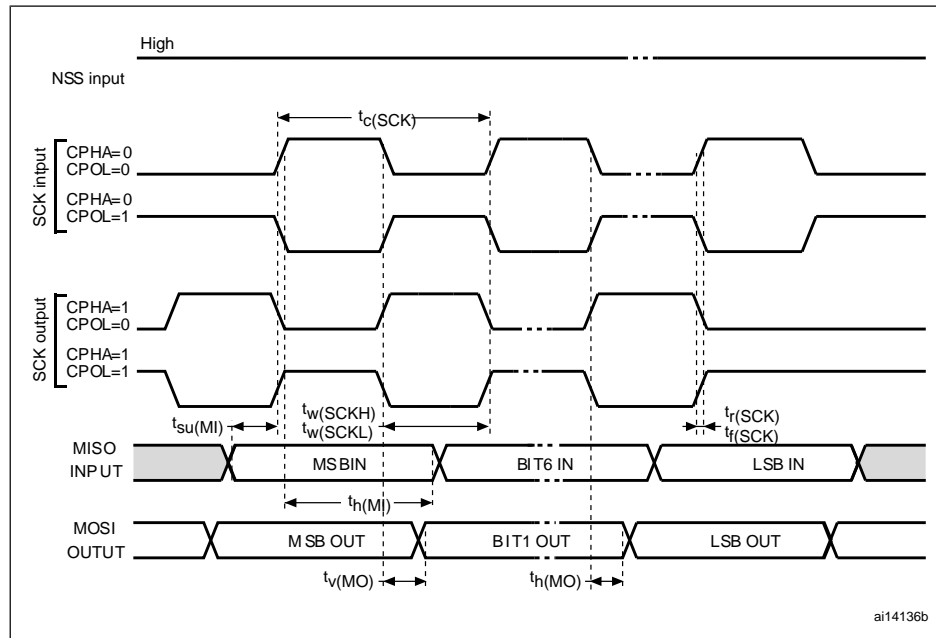 High
NSS input
tc(SCK)
SCK intput
CPHA=0
CPOL=0
CPHA=0
CPOL=1
SCK output
CPHA=1
CPOL=0
CPHA=1
CPOL=1
tsu(MI)
tw(SCKH)
tw(SCKL)
tr(SCK)
tf(SCK)
MISO
INPUT
MSBIN
BIT6 IN
LSB IN
th(MI)
MOSI
OUTUT
MSB OUT
BIT1 OUT
LSB OUT
tv(MO)
th(MO)
ai14136b